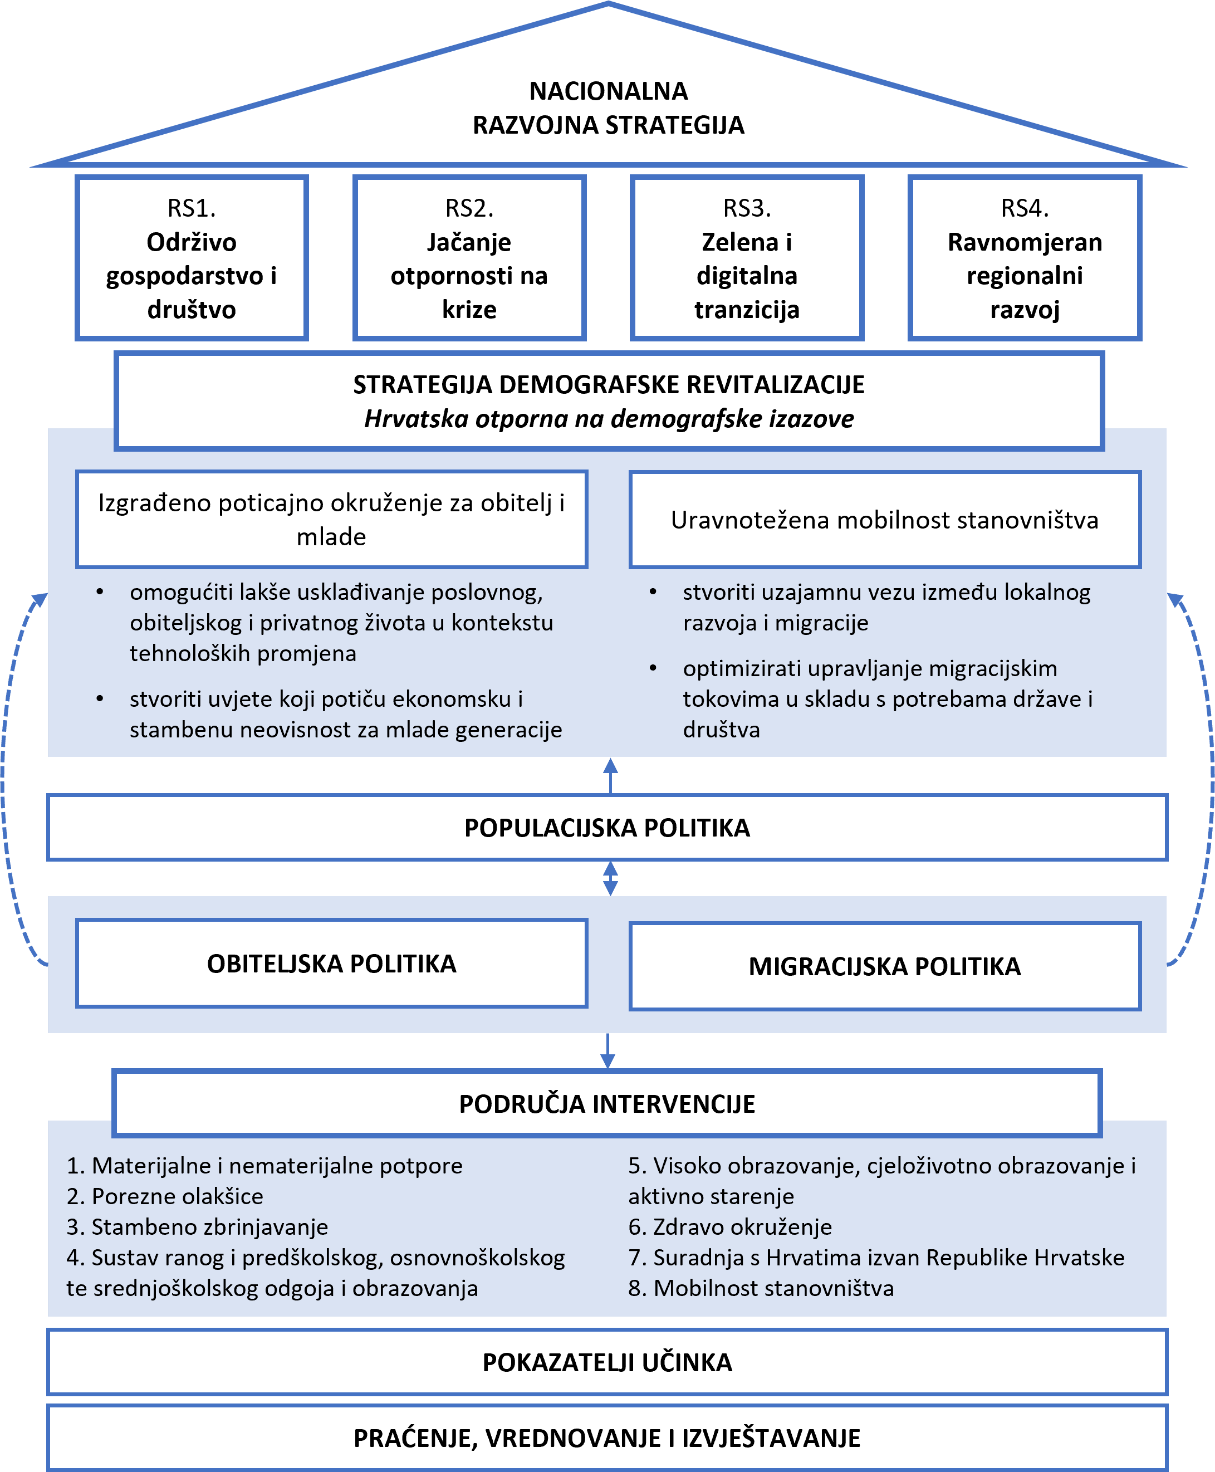 NACIONALNA
RAZVOJNA STRATEGIJA
RS1.
Održivo
gospodarstvo i
društvo
RS2.
Jačanje
otpornosti na
krize
RS3.
Zelena i
digitalna
tranzicija
RS4.
Ravnomjeran
regionalni
razvoj
STRATEGIJA DEMOGRAFSKE REVITALIZACIJE
Hrvatska otporna na demografske izazove
Izgrađeno poticajno okruženje za obitelj i
mlade
• omogućiti lakše usklađivanje poslovnog,
obiteljskog i privatnog života u kontekstu
tehnoloških promjena
• stvoriti uvjete koji potiču ekonomsku i
stambenu neovisnost za mlade generacije
Uravnotežena mobilnost stanovništva
• stvoriti uzajamnu vezu između lokalnog
razvoja i migracije
• optimizirati upravljanje migracijskim
tokovima u skladu s potrebama države i
društva
POPULACIJSKA POLITIKA
OBITELJSKA POLITIKA
MIGRACIJSKA POLITIKA
PODRUČJA INTERVENCIJE
1. Materijalne i nematerijalne potpore
2. Porezne olakšice
3. Stambeno zbrinjavanje
4. Sustav ranog i predškolskog, osnovnoškolskog
te srednjoškolskog odgoja i obrazovanja
5. Visoko obrazovanje, cjeloživotno obrazovanje i
aktivno starenje
6. Zdravo okruženje
7. Suradnja s Hrvatima izvan Republike Hrvatske
8. Mobilnost stanovništva
POKAZATELJI UČINKA
PRAĆENJE, VREDNOVANJE I IZVJEŠTAVANJE